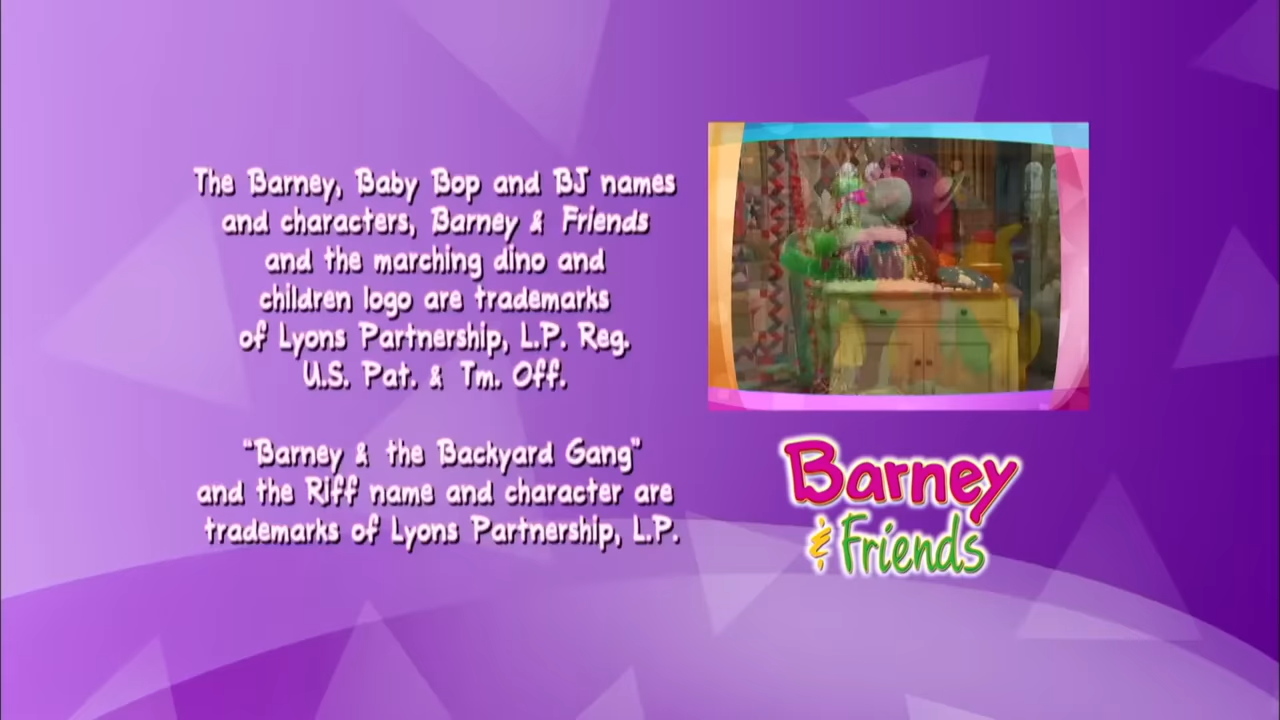 The Barney, Baby Bop and BJ names
and characters, Barney & Friends
and the marching dino and
children logo are trademarks
of Lyons Partnership, L.P. Reg.
U.S. Pat. & Tm. Off.
"Barney & the Backyard Gang"
and the Riff name and character are
trademarks of Lyons Partnership, L.P.
Barney
& Friends